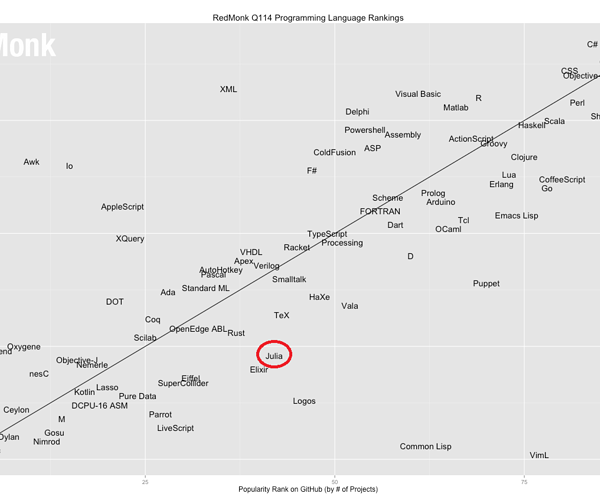 RedMonk Q114 Programming Language Rankings
Monk
C#
CSS
Objective-
XML
Visual Basic
R
Perl
Matlab
Delphi
Scala
Haskell
Powershell
Assembly
ActionScript
Groovy
ASP
ColdFusion
Clojure
Awk
Io
F#
Lua
CoffeeScript
Erlang
Go
Prolog
Scheme
Arduino
AppleScript
FORTRAN
Emacs Lisp
Tcl
Dart
OCaml
TypeScript
XQuery
Processing
Racket
VHDL
D
Apex
Verilog
AutoHotkey
Pascal
Smalltalk
Puppet
Standard ML
Ada
HaXe
DOT
Vala
TeX
Coq
OpenEdge ABL
Rust
Scilab
Oxygene
end
Julia
Objective-J
Nemerle
Elixir
nesC
Eiffel
SuperCollider
Lasso
Kotlin
Pure Data
Logos
DCPU-16 ASM
Ceylon
Parrot
M
LiveScript
Gosu
Dylan
Nimrod
Common Lisp
VimL
25
50
75
Popularity Rank on GitHub (by # of Projects)